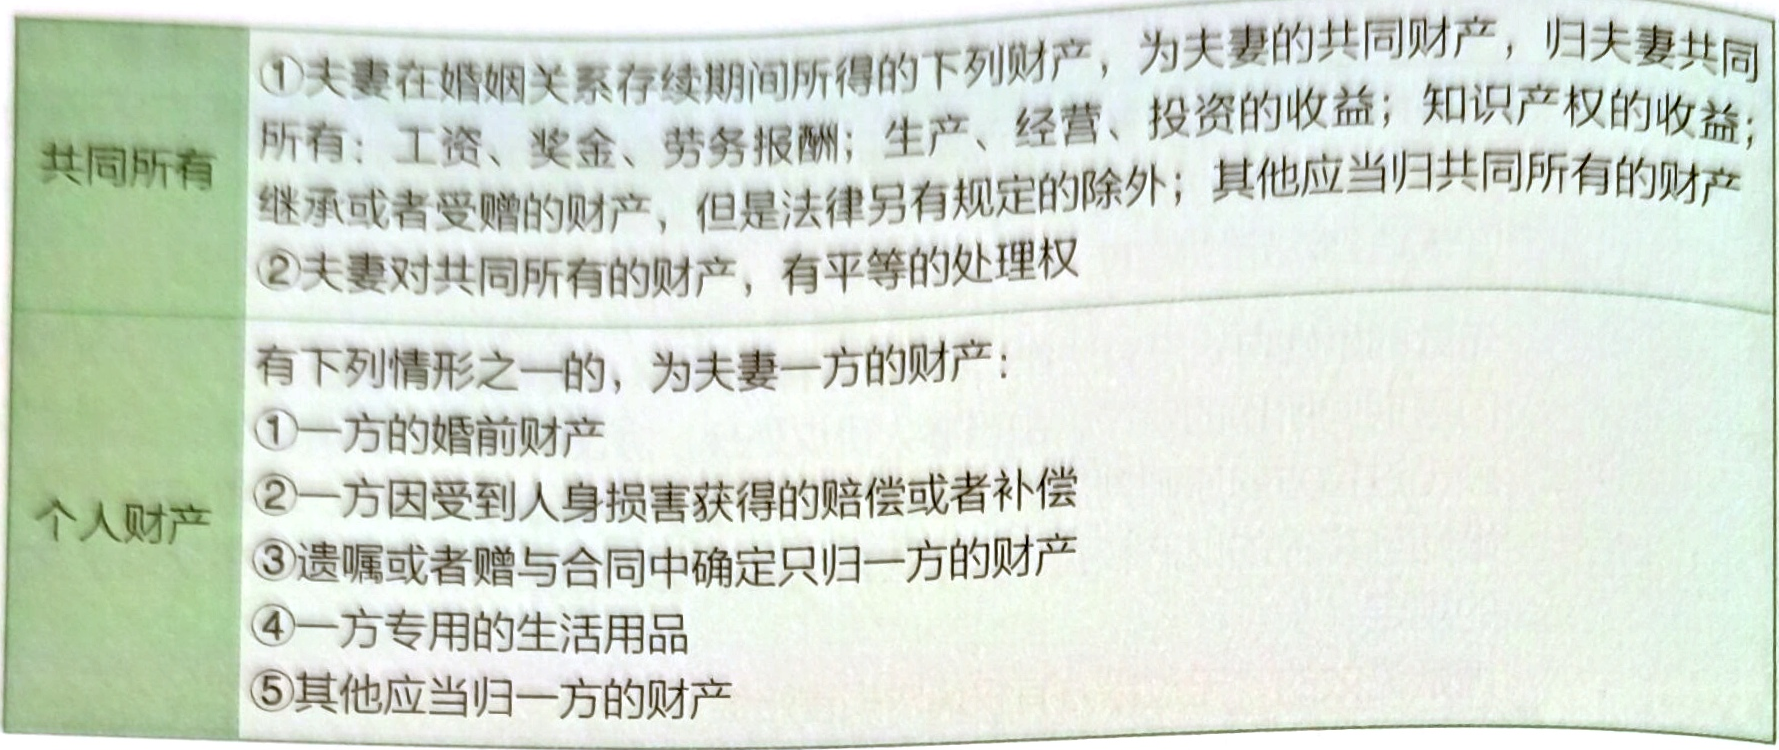 共同所有
①夫妻在婚姻关系存续期间所得的下列财产，为夫妻的共同财产，归夫妻共同
所有：工资、奖金、劳务报酬；生产、经营、投资的收益；知识产权的收益；
继承或者受赠的财产，但是法律另有规定的除外；其他应当归共同所有的财产
②夫妻对共同所有的财产，有平等的处理权
个人财产
有下列情形之一的，为夫妻一方的财产：
①一方的婚前财产
②一方因受到人身损害获得的赔偿或者补偿
③遗嘱或者赠与合同中确定只归一方的财产
④一方专用的生活用品
⑤其他应当归一方的财产